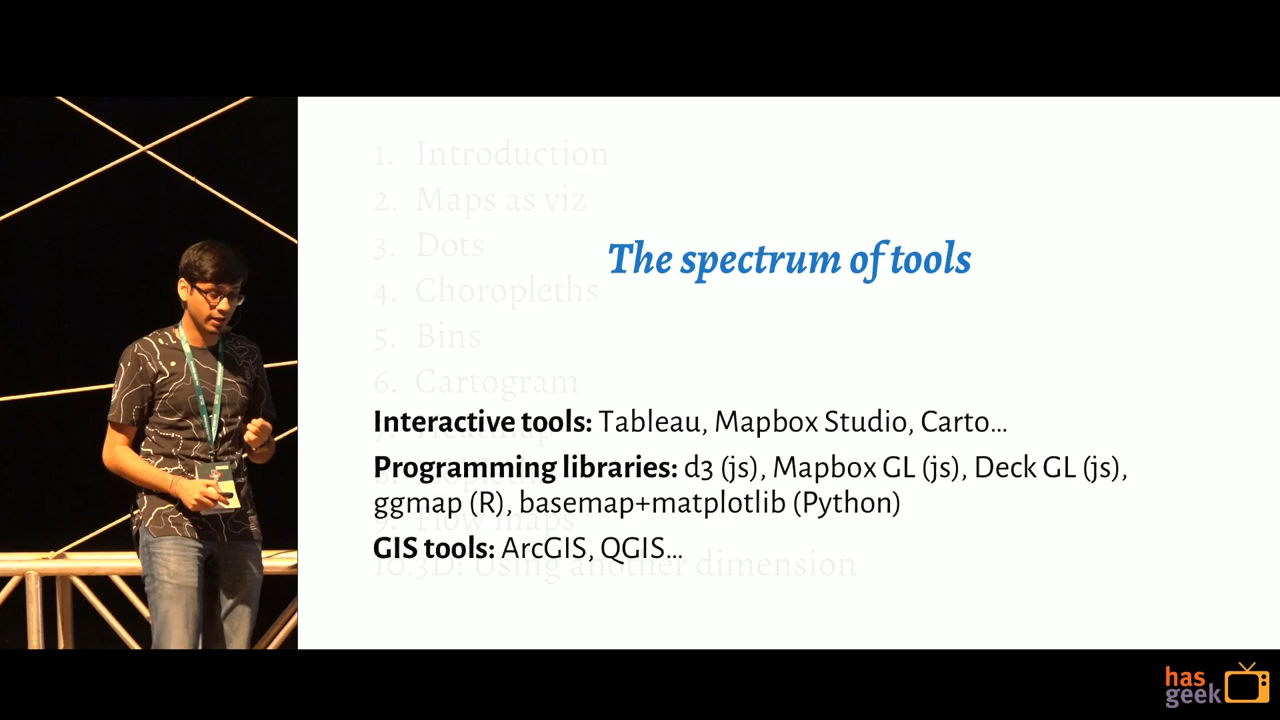 1. Introduction
2. Maps as viz
3. Dots
The spectrum of tools
4. Choropleths
5. Bins
6. Cartogram
Interactive tools: Tableau, Mapbox Studio, Carto…
7. Heatmap
Programming libraries: d3 (js), Mapbox GL (js), Deck GL (js),
ggmap (R), basemap+matplotlib (Python)
9. Flow maps
GIS tools: ArcGIS, QGIS…
10.3D: Using another dimension
has
geek